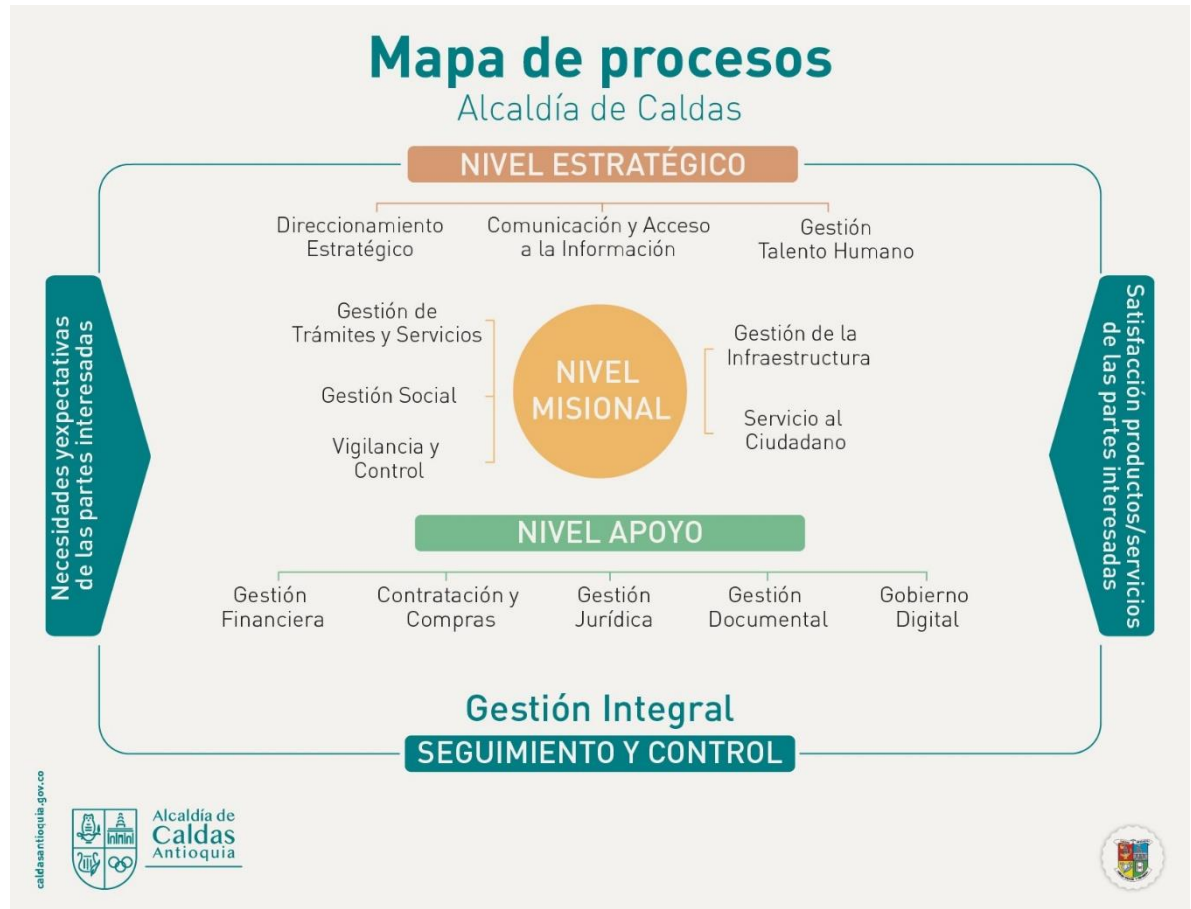 Mapa de procesos
Alcaldía de Caldas
NIVEL ESTRATÉGICO
Direccionamiento
Estratégico
Comunicación y Acceso
a la Información
Gestión
Talento Humano
Necesidades yexpectativas
de las partes interesadas
Gestión de
Trámites y Servicios
Gestión Social
Vigilancia y
Control
NIVEL
MISIONAL
Gestión de la
Infraestructura
Servicio al
Ciudadano
Satisfacción productos/servicios
de las partes interesadas
NIVEL APOYO
Gestión
Financiera
Contratación y
Compras
Gestión
Jurídica
Gestión
Documental
Gobierno
Digital
Gestión Integral
SEGUIMIENTO Y CONTROL
caldasantioquia.gov.co
Alcaldía de
Caldas
Antioquia